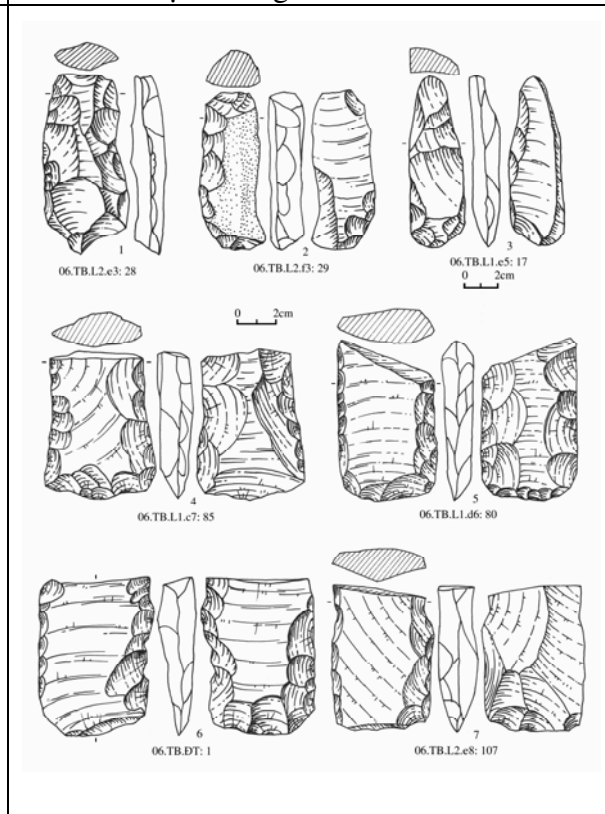 1
2
3
06.TB.L2.e3: 28
06.TB.L2.f3: 29
06.TB.L1.e5: 17
0 2cm
0 2cm
4
5
06.TB.L1.c7: 85
06.TB.L1.d6: 80
6
7
06.TB.ĐT: 1
06.TB.L2.e8: 107